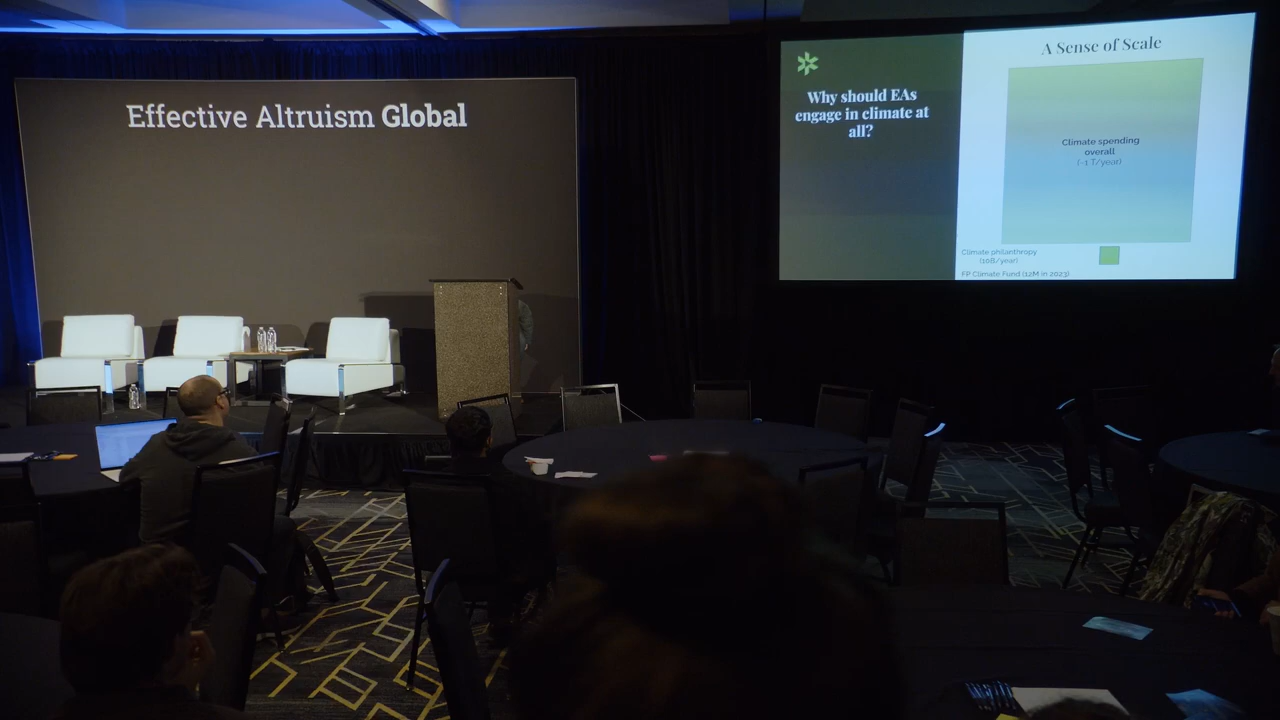 Effective Altruism Global
Why should EAs
engage in climate at
all?
A Sense of Scale
Climate spending
overall
(~1 T/year)
Climate philanthropy
(10B/year)
FP Climate Fund (12M in 2023)